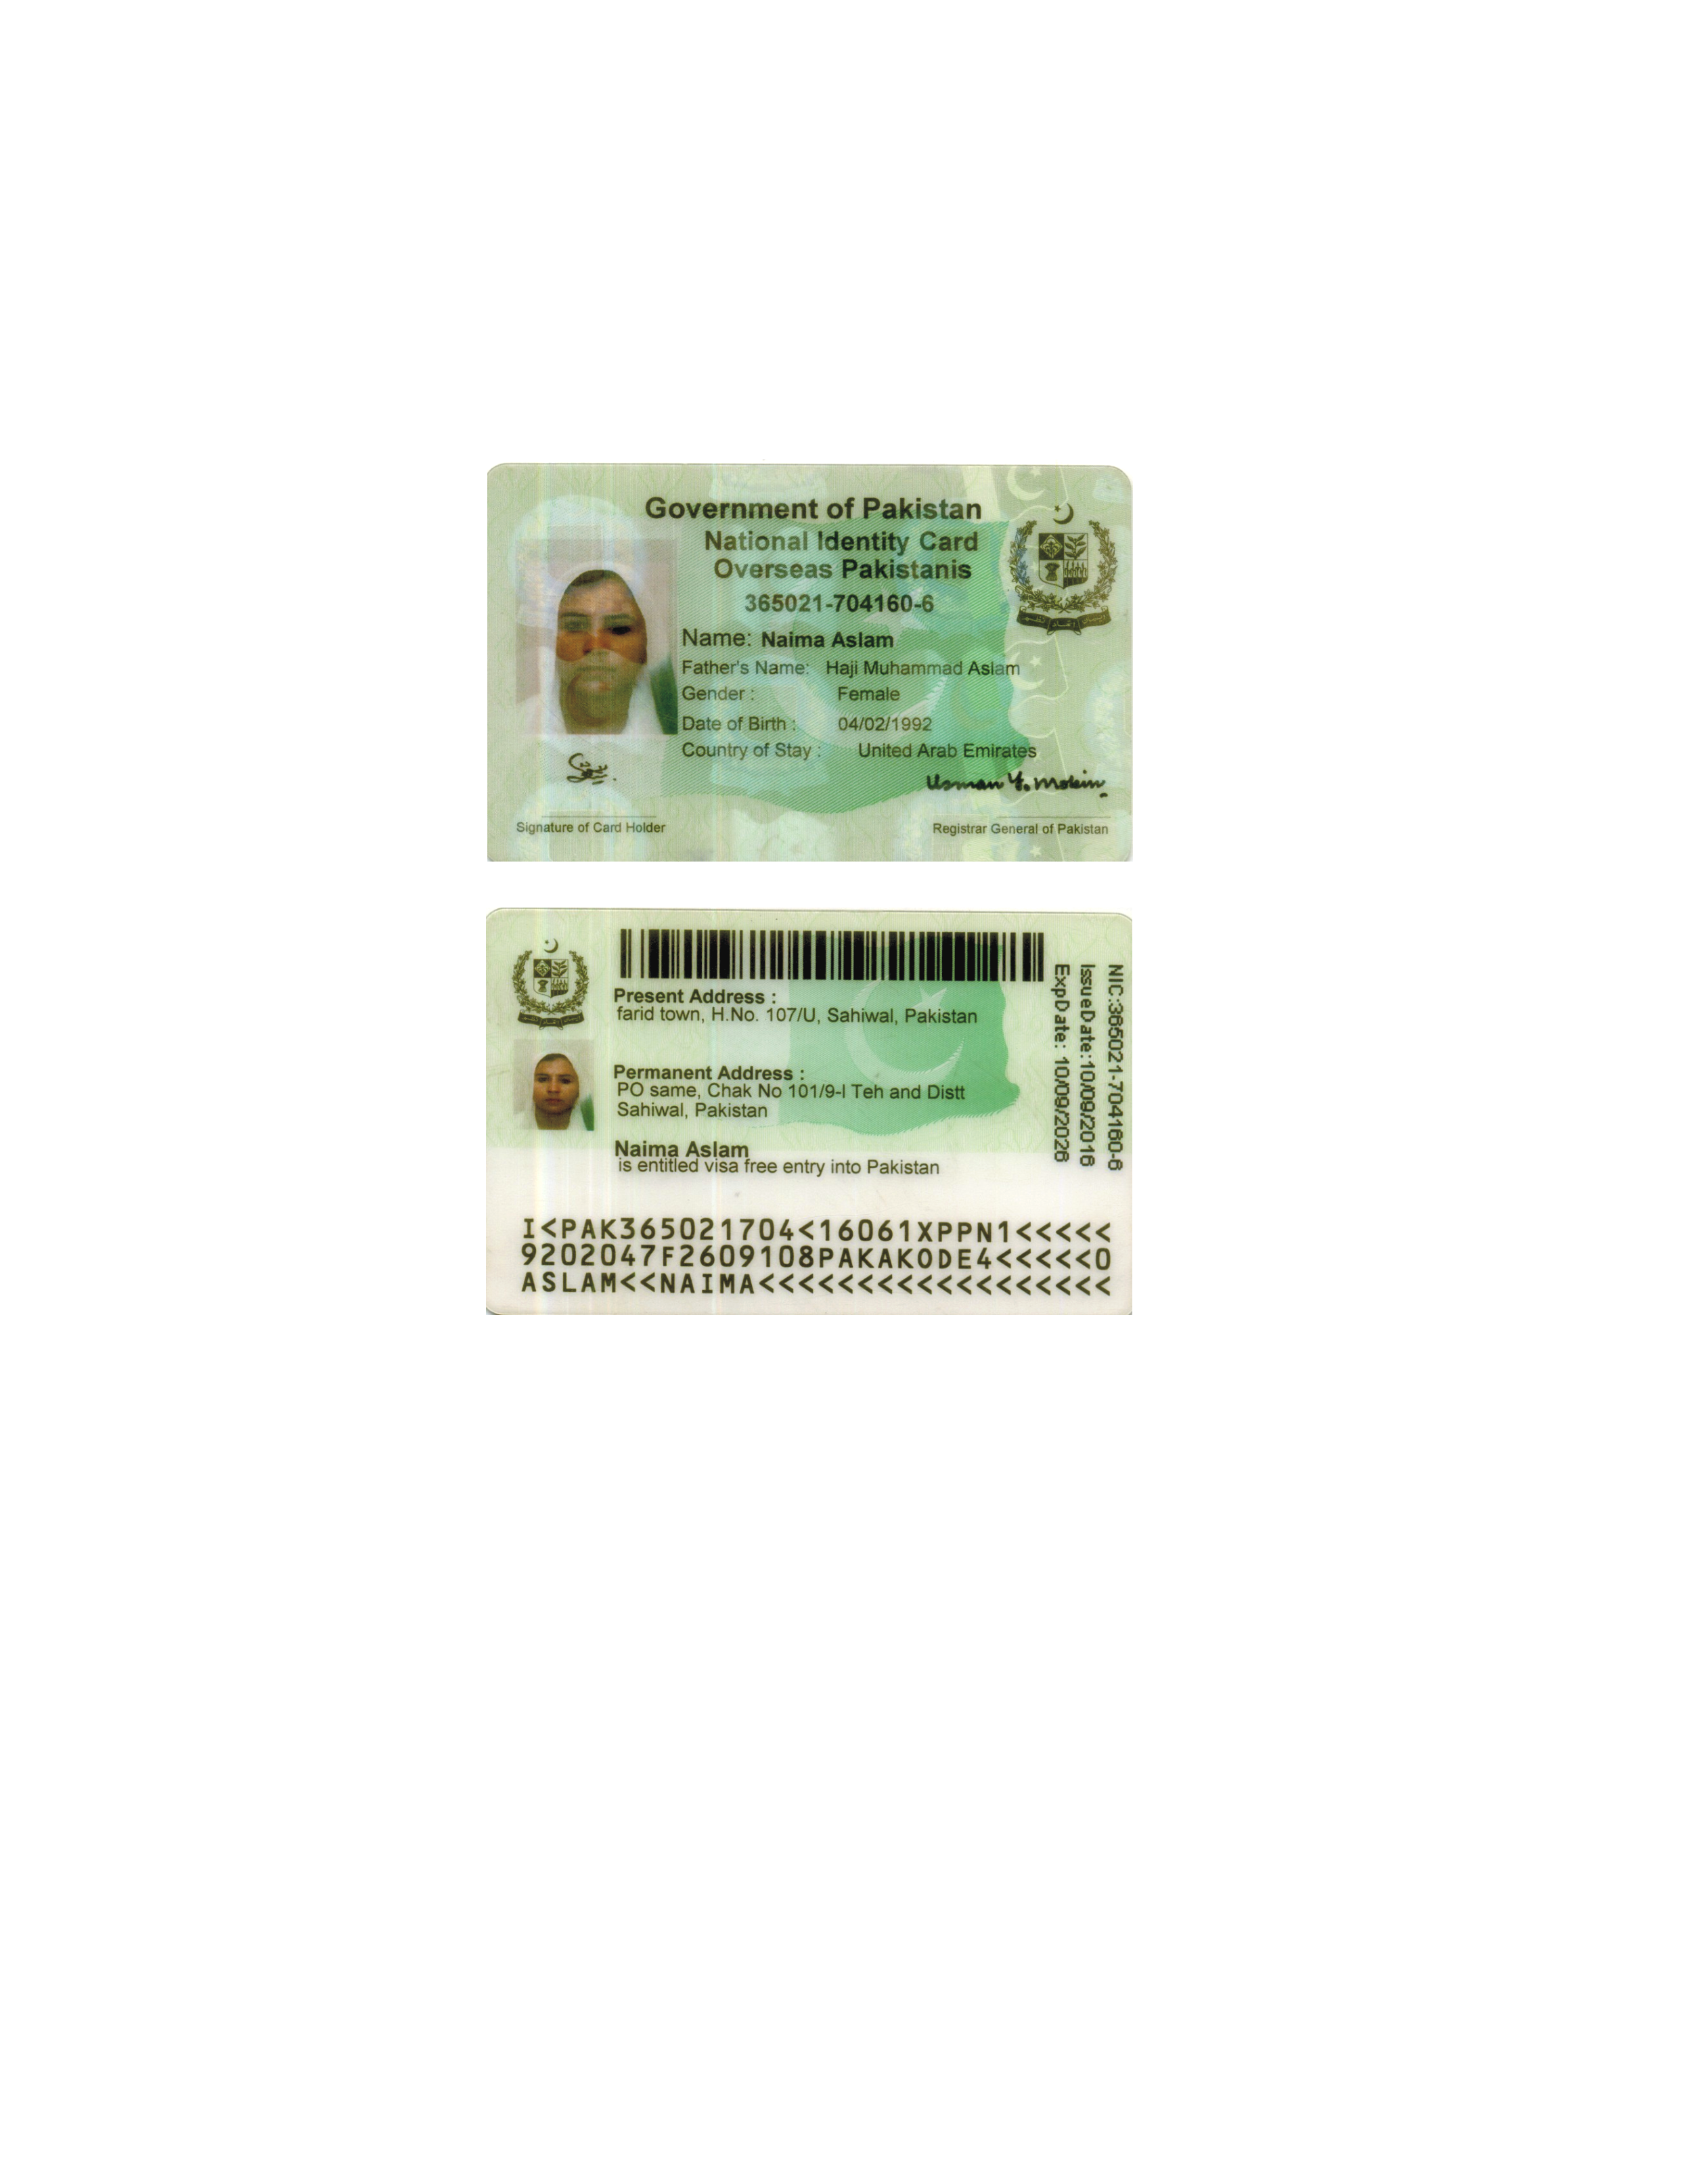 Government of Pakistan
National Identity Card
Overseas Pakistanis
365021-704160-6
Name: Naima Aslam
Father's Name: Haji Muhammad Aslam
Gender : Female
Date of Birth : 04/02/1992
Country of Stay : United Arab Emirates
Usman Y. Mobin
Signature of Card Holder
Registrar General of Pakistan
Present Address :
farid town, H.No. 107/U, Sahiwal, Pakistan
Permanent Address :
PO same, Chak No 101/9-l Teh and Distt
Sahiwal, Pakistan
Naima Aslam
is entitled visa free entry into Pakistan
NIC:365021-704160-6
IssueDate:10/09/2016
ExpDate: 10/09/2026
I<PAK365021704<16061XPPN1<<<<<
9202047F2609108PAKAKODE4<<<<<0
ASLAM<<NAIMA<<<<<<<<<<<<<<<<<<